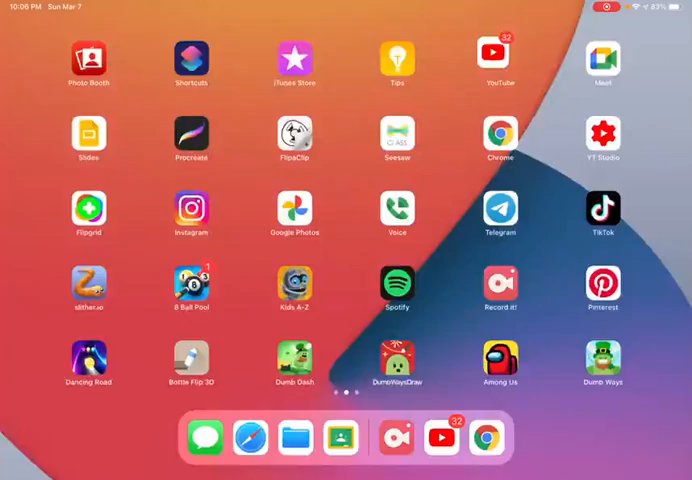 10:06 PM Sun Mar 7
83%
32
Photo Booth Shortcuts iTunes Store Tips YouTube Meet
CLASS
Slides Procreate FlipaClip Seesaw Chrome YT Studio
Flipgrid Instagram Google Photos Voice Telegram TikTok
1
slither.io 8 Ball Pool Kids A-Z Spotify Record it! Pinterest
Dancing Road Bottle Flip 3D Dumb Dash DumbWaysDraw Among Us Dumb Ways
32